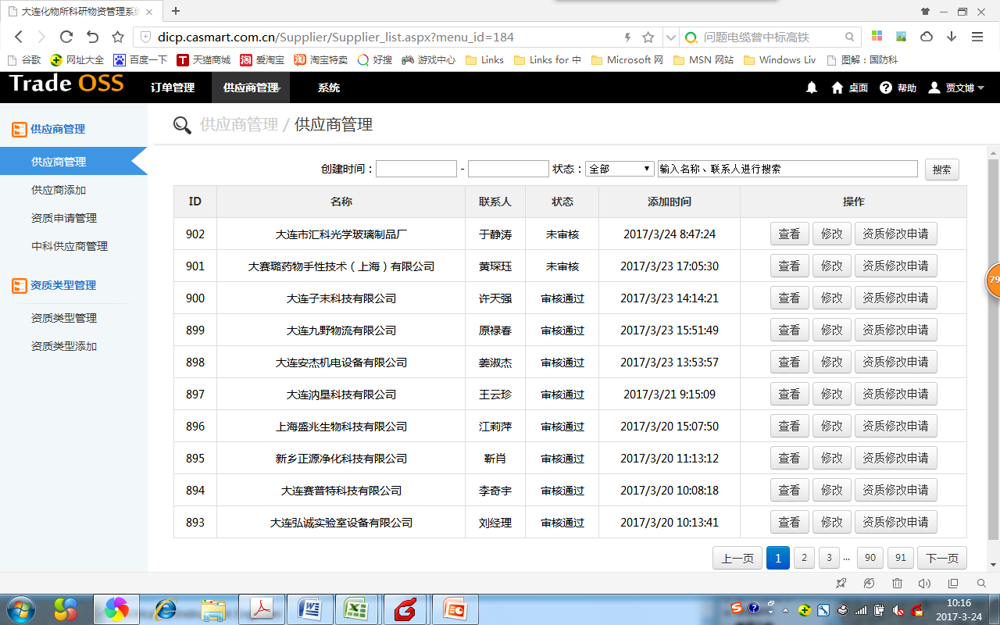 大连化物所科研物资管理系统
dicp.casmart.com.cn/Supplier/Supplier_list.aspx?menu_id=184
问题电缆曾中标高铁
谷歌 网址大全 百度一下 天猫商城 爱淘宝 淘宝特卖 好搜 游戏中心 Links Links for 中 Microsoft 网 MSN 网站 Windows Liv 图解：国防科
Trade OSS 订单管理 供应商管理 系统 桌面 帮助 贾文博
供应商管理
供应商管理
供应商添加
资质申请管理
中科供应商管理
资质类型管理
资质类型管理
资质类型添加
供应商管理 / 供应商管理
创建时间： - 状态： 全部 输入名称、联系人进行搜索 搜索
ID 名称 联系人 状态 添加时间 操作
902 大连市汇科光学玻璃制品厂 于静涛 未审核 2017/3/24 8:47:24 查看 修改 资质修改申请
901 大赛璐药物手性技术（上海）有限公司 黄琛珏 未审核 2017/3/23 17:05:30 查看 修改 资质修改申请
900 大连子未科技有限公司 许天强 审核通过 2017/3/23 14:14:21 查看 修改 资质修改申请
899 大连九野物流有限公司 原禄春 审核通过 2017/3/23 15:51:49 查看 修改 资质修改申请
898 大连安杰机电设备有限公司 姜淑杰 审核通过 2017/3/23 13:53:57 查看 修改 资质修改申请
897 大连汭垦科技有限公司 王云珍 审核通过 2017/3/21 9:15:09 查看 修改 资质修改申请
896 上海盛兆生物科技有限公司 江莉萍 审核通过 2017/3/20 15:07:50 查看 修改 资质修改申请
895 新乡正源净化科技有限公司 靳肖 审核通过 2017/3/20 11:13:12 查看 修改 资质修改申请
894 大连赛普特科技有限公司 李奇宇 审核通过 2017/3/20 10:08:18 查看 修改 资质修改申请
893 大连弘诚实验室设备有限公司 刘经理 审核通过 2017/3/20 10:13:41 查看 修改 资质修改申请
上一页 1 2 3 ... 90 91 下一页
79
10:16
2017-3-24